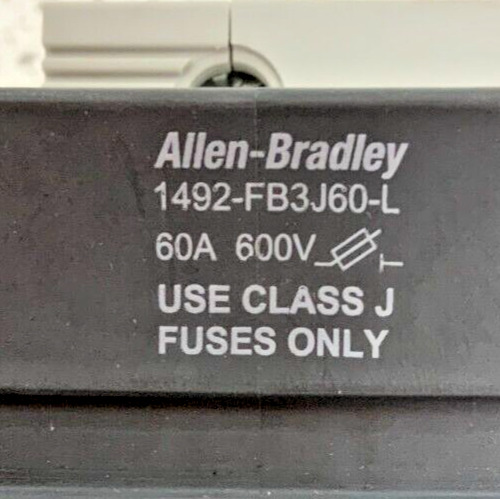 Allen-Bradley
1492-FB3J60-L
60A 600V
USE CLASS J
FUSES ONLY